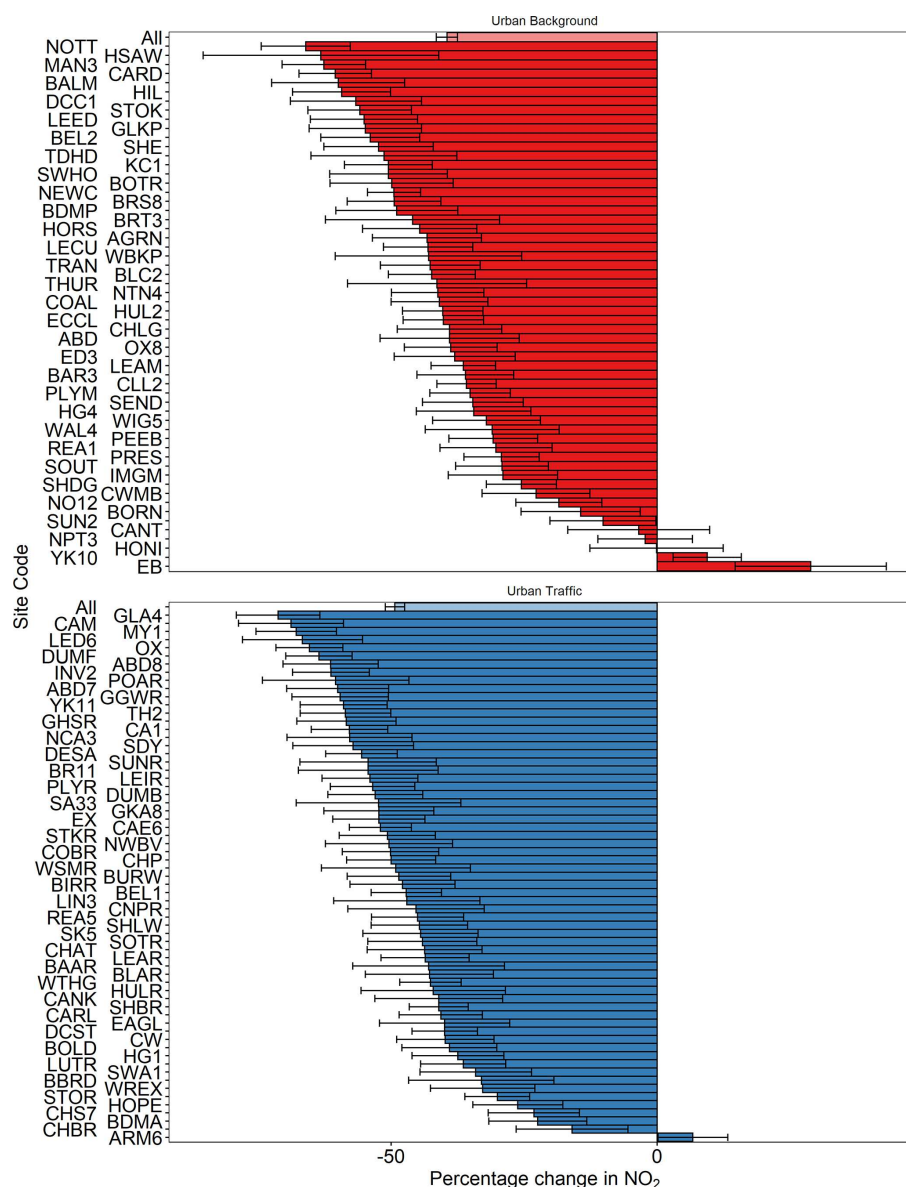 Urban Background
All
NOTT
HSAW
MAN3
CARD
BALM
HIL
DCC1
STOK
LEED
GLKP
BEL2
SHE
TDHD
KC1
SWHO
BOTR
NEWC
BRS8
BDMP
BRT3
HORS
AGRN
LECU
WBKP
TRAN
BLC2
THUR
NTN4
COAL
HUL2
ECCL
CHLG
ABD
OX8
ED3
LEAM
BAR3
CLL2
PLYM
SEND
HG4
WIG5
WAL4
PEEB
REA1
PRES
SOUT
IMGM
SHDG
CWMB
NO12
BORN
SUN2
CANT
NPT3
HONI
YK10
EB
Site Code
Urban Traffic
All
GLA4
CAM
MY1
LED6
OX
DUMF
ABD8
INV2
POAR
ABD7
GGWR
YK11
TH2
GHSR
CA1
NCA3
SDY
DESA
SUNR
BR11
LEIR
PLYR
DUMB
SA33
GKA8
EX
CAE6
STKR
NWBV
COBR
CHP
WSMR
BURW
BIRR
BEL1
LIN3
CNPR
REA5
SHLW
SK5
SOTR
CHAT
LEAR
BAAR
BLAR
WTHG
HULR
CANK
SHBR
CARL
EAGL
DCST
CW
BOLD
HG1
LUTR
SWA1
BBRD
WREX
STOR
HOPE
CHS7
BDMA
CHBR
ARM6
-50 0
Percentage change in NO₂